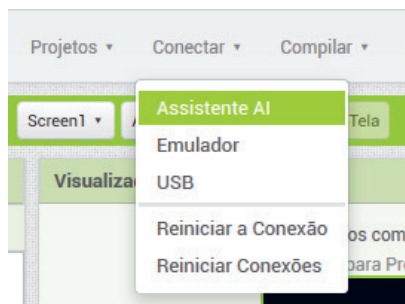 Projetos ▾ Conectar ▾ Compilar ▾
Screen1 ▾ Tela
Assistente AI
Emulador
Visualiza
USB
Reiniciar a Conexão
os com
Reiniciar Conexões
para Pr